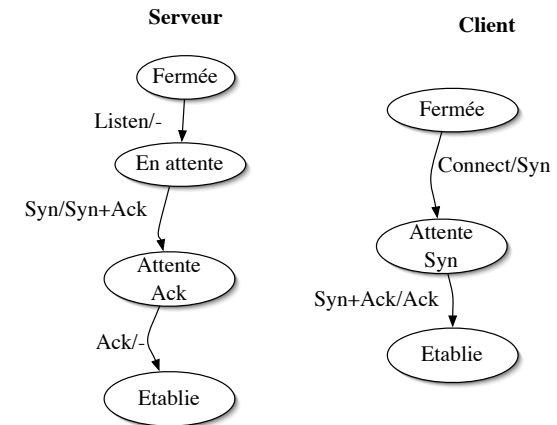 Serveur
Fermée
Listen/-
En attente
Syn/Syn+Ack
Attente
Ack
Ack/-
Etablie
Client
Fermée
Connect/Syn
Attente
Syn
Syn+Ack/Ack
Etablie